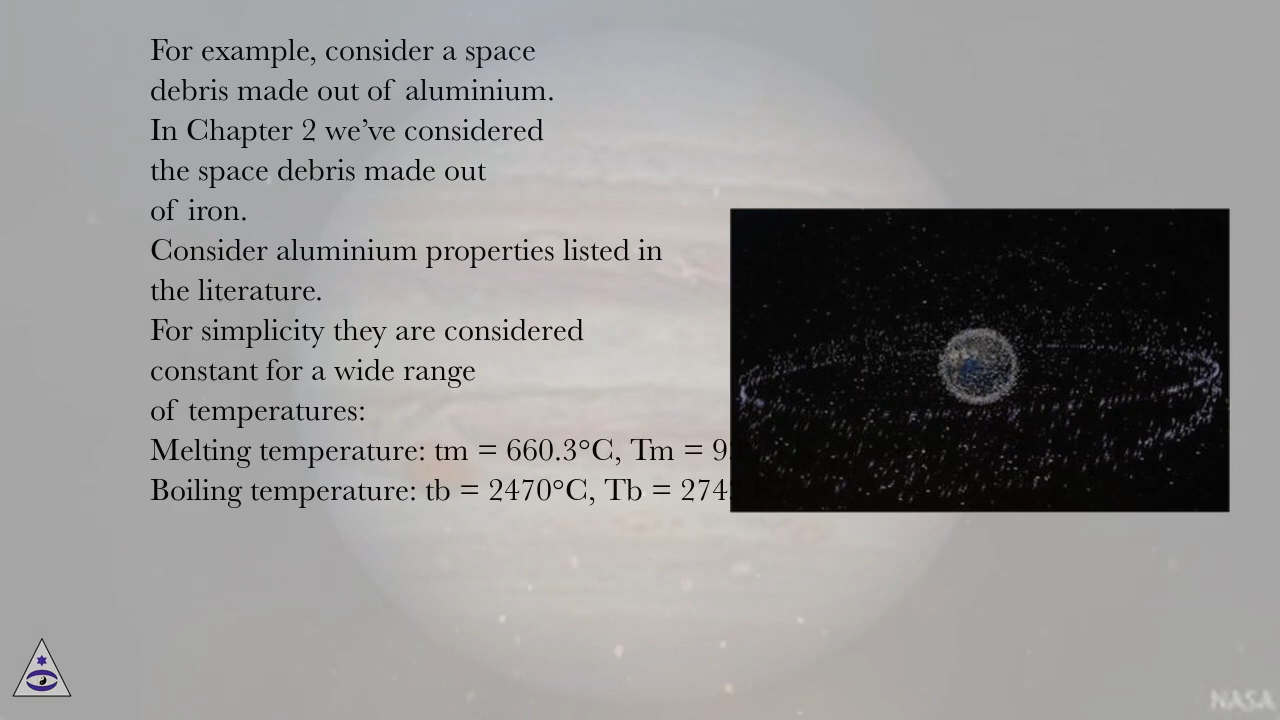 For example, consider a space
debris made out of aluminium.
In Chapter 2 we’ve considered
the space debris made out
of iron.
Consider aluminium properties listed in
the literature.
For simplicity they are considered
constant for a wide range
of temperatures:
Melting temperature: tm = 660.3°C, Tm =
Boiling temperature: tb = 2470°C, Tb =
NASA